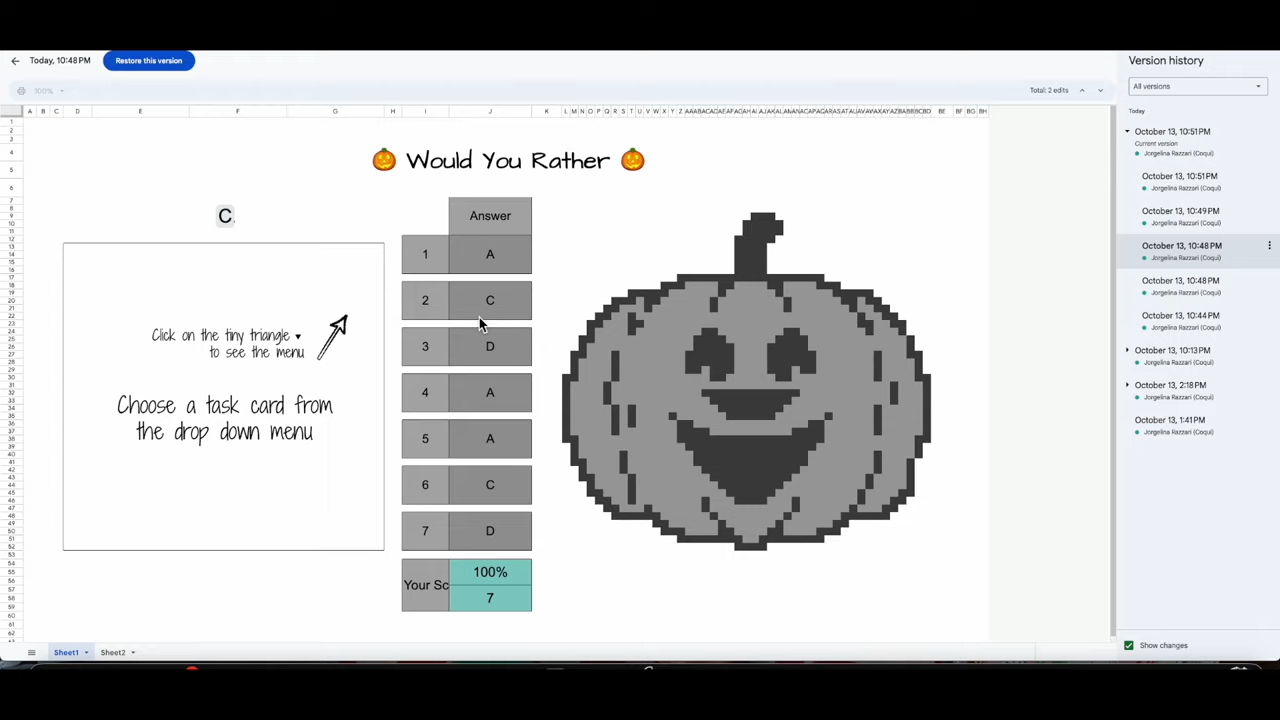 Today, 10:48 PM
Restore this version
Version history
100%
Total: 2 edits
All versions
Today
October 13, 10:51 PM
Current version
Jorgelina Razzari (Coqui)
October 13, 10:51 PM
Jorgelina Razzari (Coqui)
October 13, 10:49 PM
Jorgelina Razzari (Coqui)
October 13, 10:48 PM
Jorgelina Razzari (Coqui)
October 13, 10:48 PM
Jorgelina Razzari (Coqui)
October 13, 10:44 PM
Jorgelina Razzari (Coqui)
October 13, 10:13 PM
Jorgelina Razzari (Coqui)
October 13, 2:18 PM
Jorgelina Razzari (Coqui)
October 13, 1:41 PM
Jorgelina Razzari (Coqui)
Show changes
A B C D E F G H I J K
Would You Rather
C
Click on the tiny triangle ▾
to see the menu
Choose a task card from
the drop down menu
Answer
1 A
2 C
3 D
4 A
5 A
6 C
7 D
Your Sc 100%
7
Sheet1
Sheet2